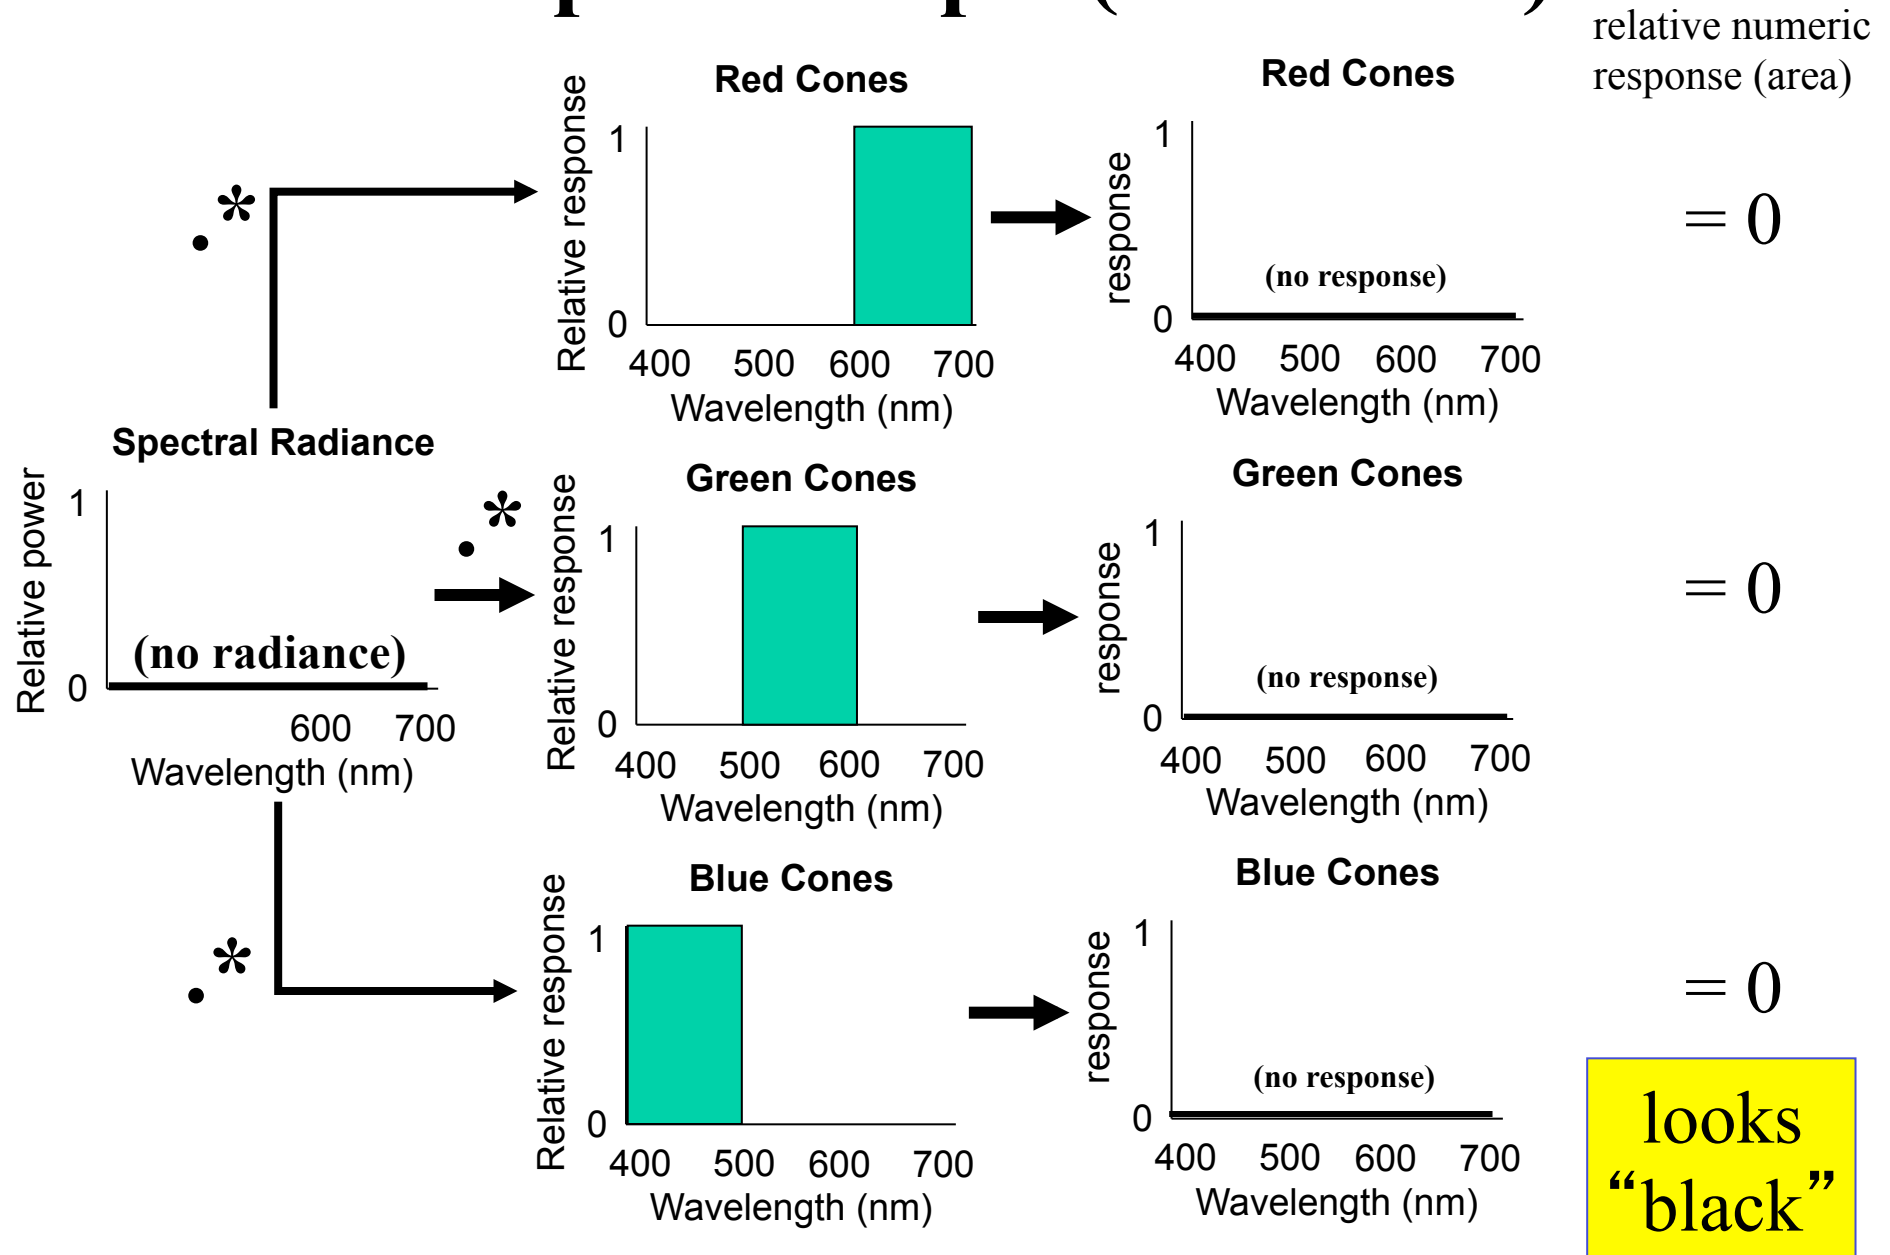 relative numeric
response (area)
Red Cones
Relative response
1
0
400 500 600 700
Wavelength (nm)
Red Cones
response
1
0
(no response)
400 500 600 700
Wavelength (nm)
= 0
.*
Spectral Radiance
Relative power
1
0
(no radiance)
600 700
Wavelength (nm)
.*
Green Cones
Relative response
1
0
400 500 600 700
Wavelength (nm)
Green Cones
response
1
0
(no response)
400 500 600 700
Wavelength (nm)
= 0
.*
Blue Cones
Relative response
1
0
400 500 600 700
Wavelength (nm)
Blue Cones
response
1
0
(no response)
400 500 600 700
Wavelength (nm)
= 0
looks
“black”